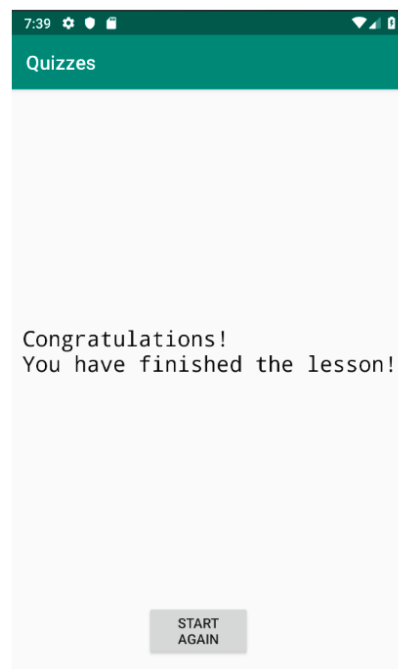 7:39
Quizzes
Congratulations!
You have finished the lesson!
START
AGAIN